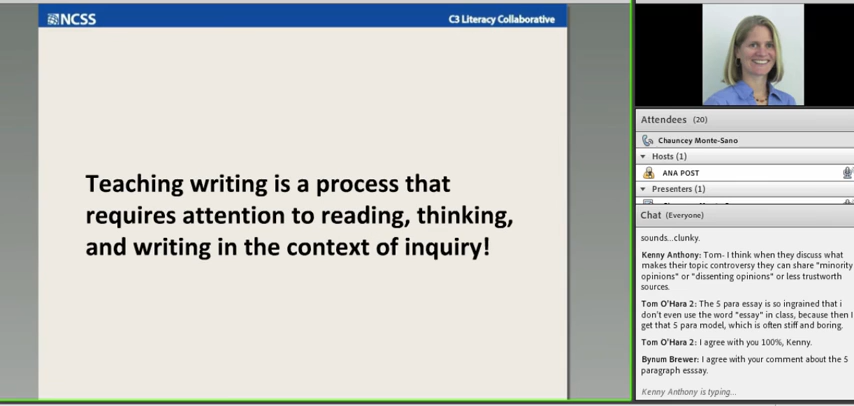 NCSS
C3 Literacy Collaborative
Teaching writing is a process that
requires attention to reading, thinking,
and writing in the context of inquiry!
Attendees (20)
Chauncey Monte-Sano
Hosts (1)
ANA POST
Presenters (1)
Chat (Everyone)
sounds...clunky.
Kenny Anthony: Tom- I think when they discuss what
makes their topic controversy they can share "minority
opinions" or "dissenting opinions" or less trustworth
sources.
Tom O'Hara 2: The 5 para essay is so ingrained that i
don't even use the word "essay" in class, because then I
get that 5 para model, which is often stiff and boring.
Tom O'Hara 2: I agree with you 100%, Kenny.
Bynum Brewer: I agree with your comment about the 5
paragraph esssay.
Kenny Anthony is typing...